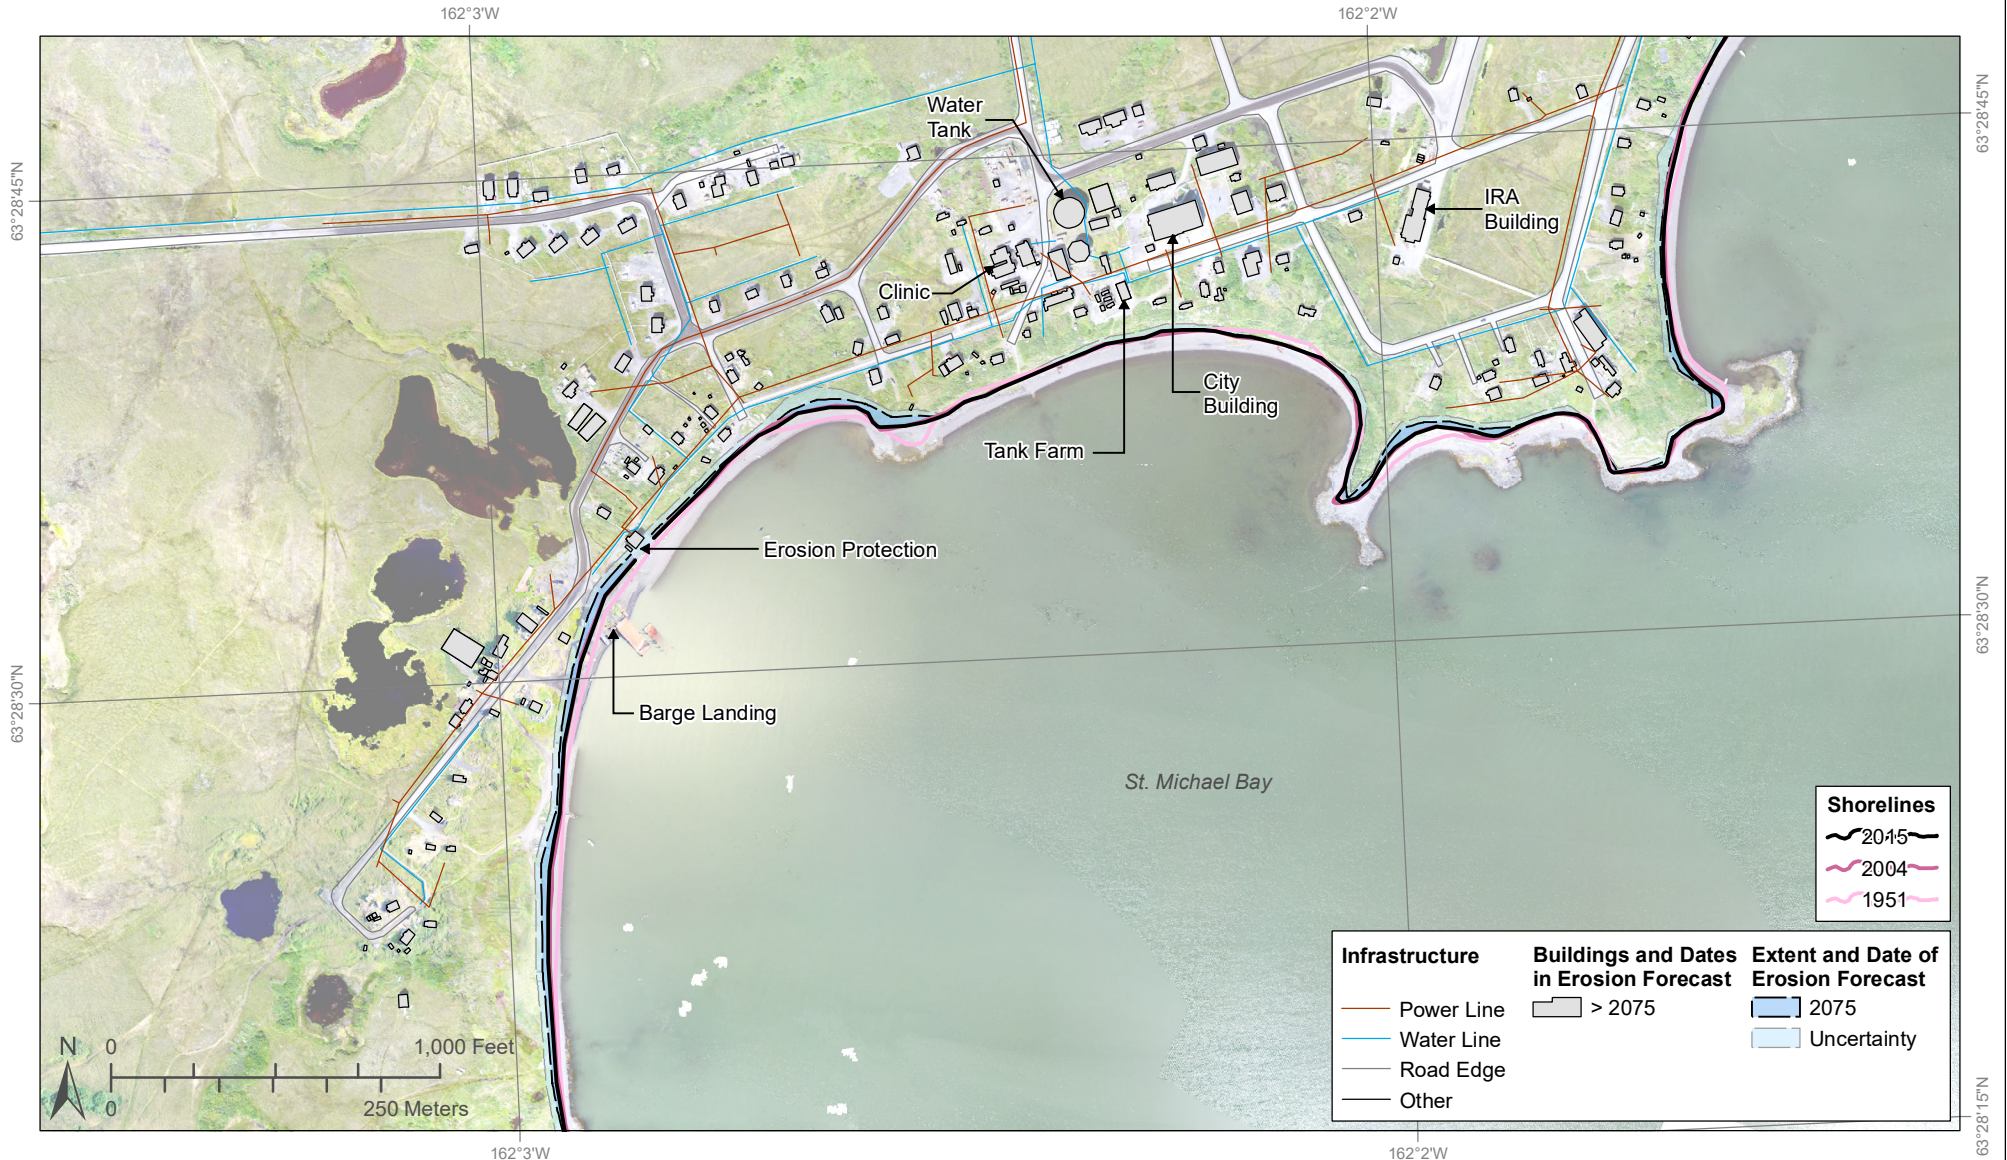 162°3'W
162°2'W
63°28'45"N
63°28'45"N
Water
Tank
IRA
Building
Clinic
City
Building
Tank Farm
Erosion Protection
63°28'30"N
63°28'30"N
Barge Landing
St. Michael Bay
Shorelines
2015
2004
1951
Infrastructure
Power Line
Water Line
Road Edge
Other
Buildings and Dates
in Erosion Forecast
> 2075
Extent and Date of
Erosion Forecast
2075
Uncertainty
N
0
1,000 Feet
0
250 Meters
63°28'15"N
162°3'W
162°2'W